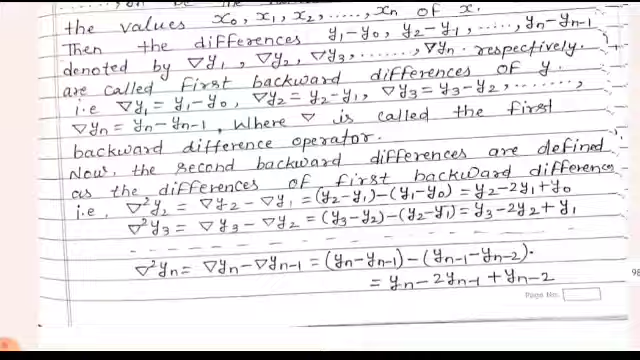 the values x₀, x₁, x₂, ....., xₙ of x.
Then the differences y₁-y₀, y₂-y₁, ....., yₙ-yₙ₋₁
denoted by ∇y₁, ∇y₂, ∇y₃, ......, ∇yₙ. respectively.
are called first backward differences of y.
i.e ∇y₁ = y₁-y₀, ∇y₂ = y₂-y₁, ∇y₃ = y₃-y₂, .......,
∇yₙ = yₙ-yₙ₋₁, Where ∇ is called the first
backward difference operator.
Now, the second backward differences are defined
as the differences of first backward differences
i.e, ∇²y₂ = ∇y₂ - ∇y₁ = (y₂-y₁)-(y₁-y₀) = y₂-2y₁+y₀
∇²y₃ = ∇y₃ - ∇y₂ = (y₃-y₂)-(y₂-y₁) = y₃-2y₂+y₁
∇²yₙ = ∇yₙ-∇yₙ₋₁ = (yₙ-yₙ₋₁)-(yₙ₋₁-yₙ₋₂).
= yₙ-2yₙ₋₁+yₙ₋₂
Page No.
98